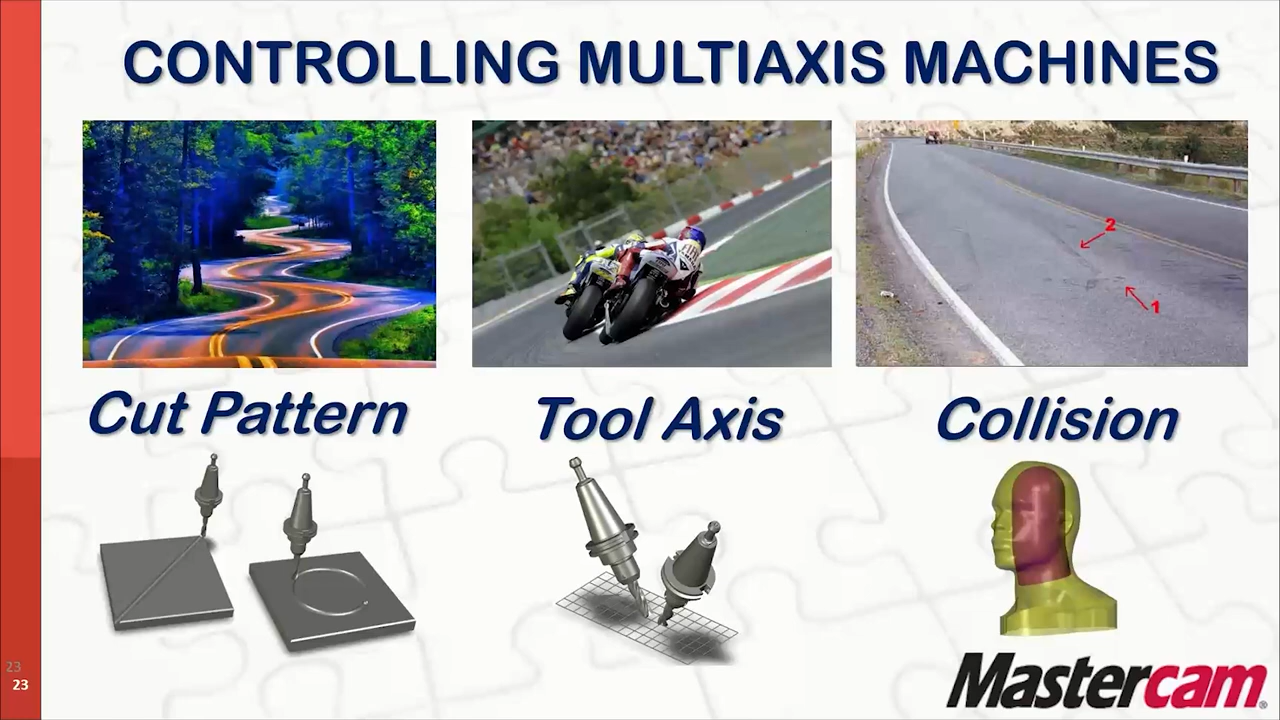 CONTROLLING MULTIAXIS MACHINES
2
1
Cut Pattern
Tool Axis
Collision
23
23
Mastercam®